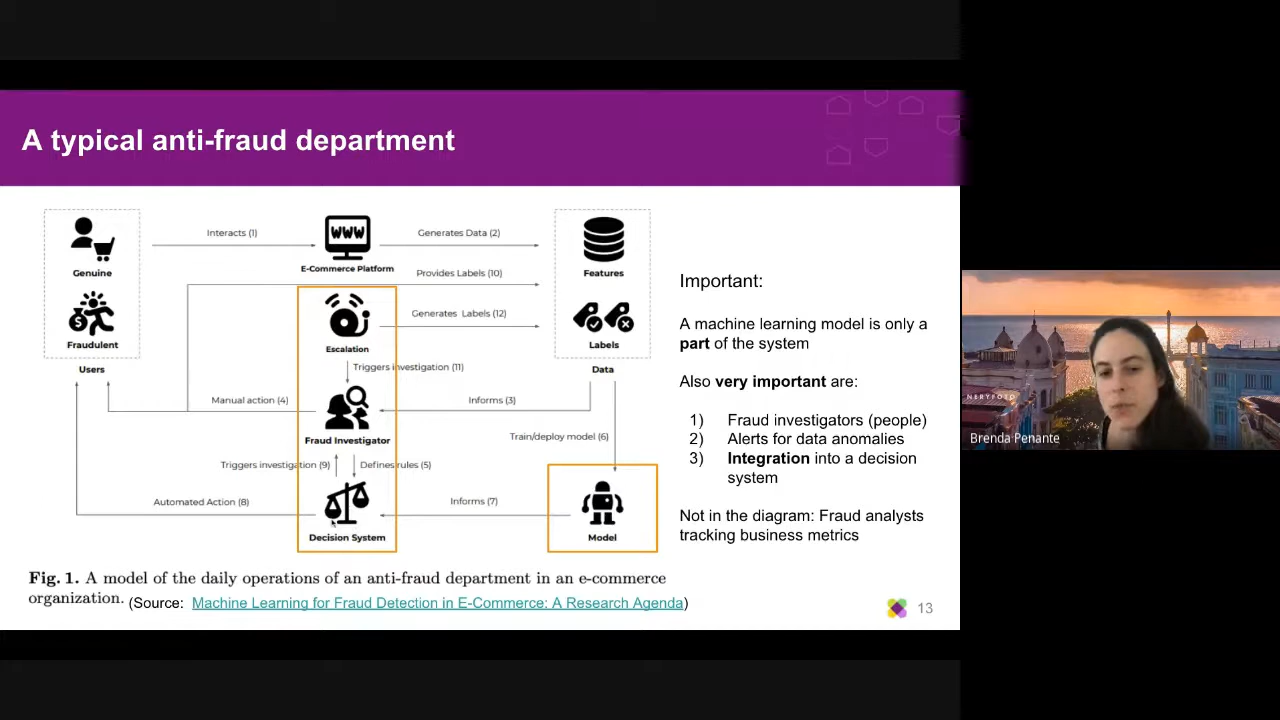 A typical anti-fraud department
Interacts (1)
WWW
Generates Data (2)
Genuine
E-Commerce Platform
Features
Provides Labels (10)
Generates Labels (12)
$
Fraudulent
Escalation
Labels
Users
Triggers investigation (11)
Data
Manual action (4)
Informs (3)
Fraud Investigator
Train/deploy model (6)
Triggers investigation (9)
Defines rules (5)
Automated Action (8)
Informs (7)
Decision System
Model
Fig. 1. A model of the daily operations of an anti-fraud department in an e-commerce
organization. (Source: Machine Learning for Fraud Detection in E-Commerce: A Research Agenda)
Important:
A machine learning model is only a
part of the system
Also very important are:
1) Fraud investigators (people)
2) Alerts for data anomalies
3) Integration into a decision
system
Not in the diagram: Fraud analysts
tracking business metrics
13
NERYFOTO
Brenda Penante